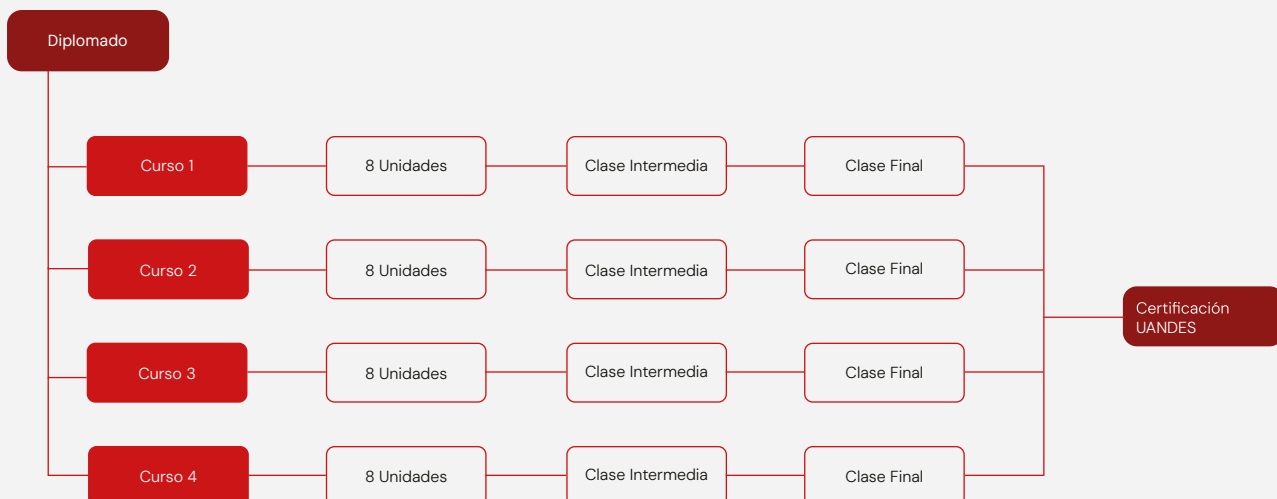 Diplomado
Curso 1
8 Unidades
Clase Intermedia
Clase Final
Curso 2
8 Unidades
Clase Intermedia
Clase Final
Certificación
UANDES
Curso 3
8 Unidades
Clase Intermedia
Clase Final
Curso 4
8 Unidades
Clase Intermedia
Clase Final